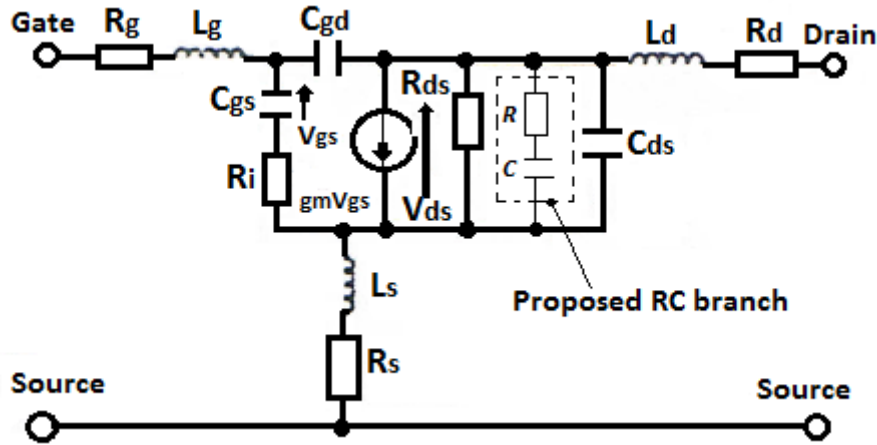 Gate
Rg
Lg
Cgd
Ld
Rd
Drain
Cgs
Vgs
Rds
R
Cds
Ri
gmVgs
Vds
C
Ls
Proposed RC branch
Rs
Source
Source